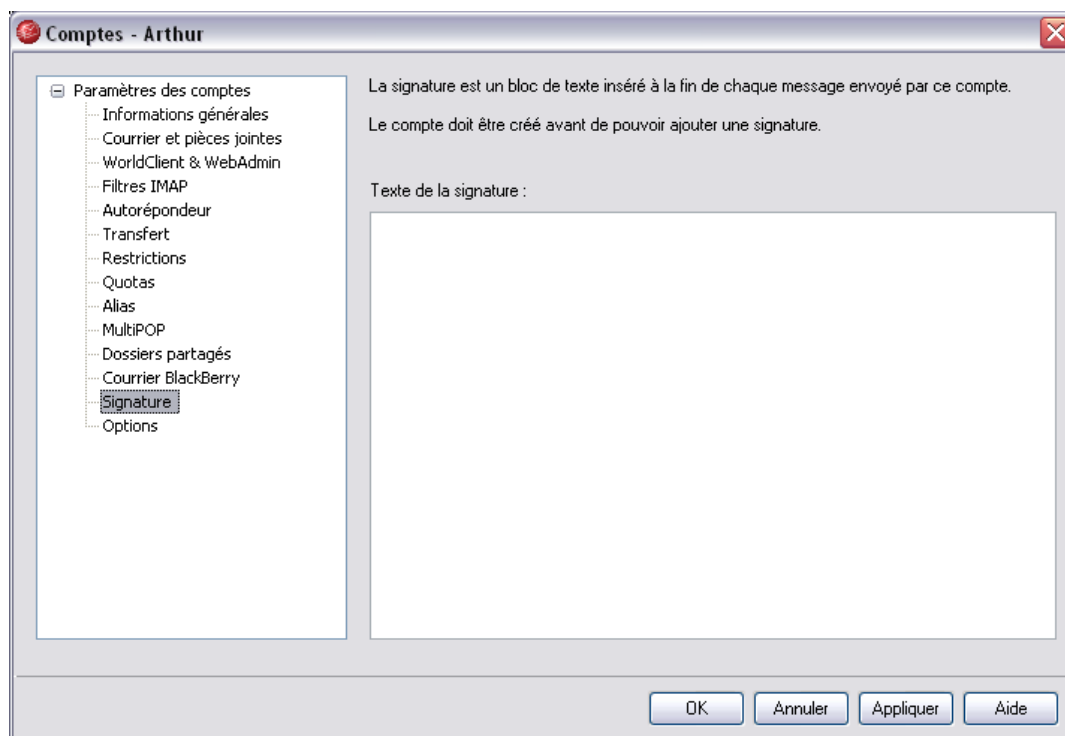 Comptes - Arthur
Paramètres des comptes
Informations générales
Courrier et pièces jointes
WorldClient & WebAdmin
Filtres IMAP
Autorépondeur
Transfert
Restrictions
Quotas
Alias
MultiPOP
Dossiers partagés
Courrier BlackBerry
Signature
Options
La signature est un bloc de texte inséré à la fin de chaque message envoyé par ce compte.
Le compte doit être créé avant de pouvoir ajouter une signature.
Texte de la signature :
OK
Annuler
Appliquer
Aide